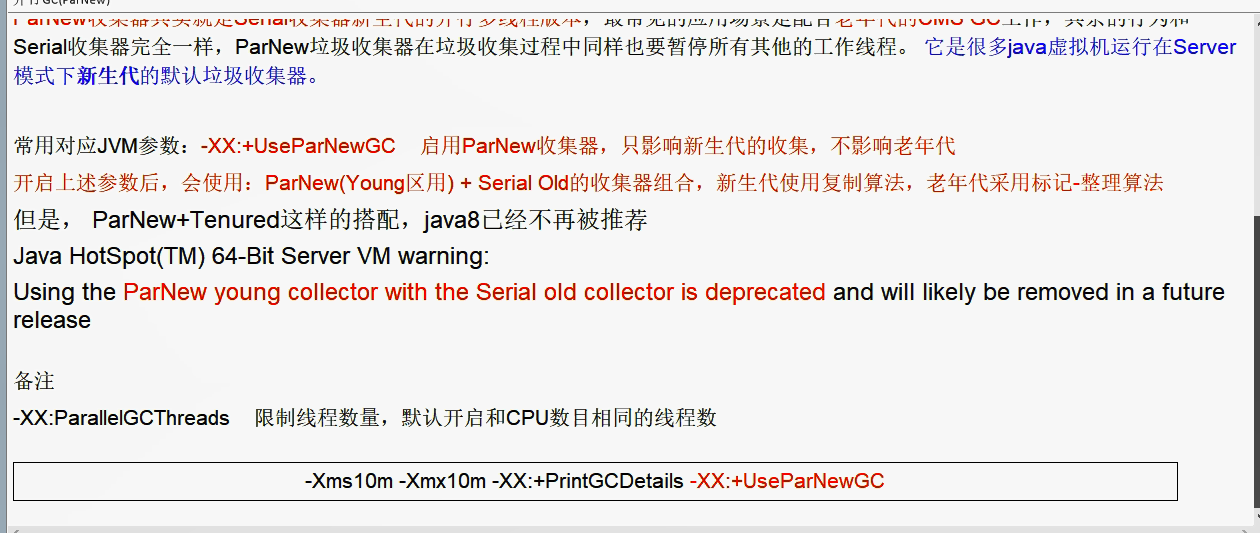 并行GC(ParNew)
ParNew收集器其实就是Serial收集器新生代的并行多线程版本，最常见的应用场景是配合老年代的CMS GC工作，其余的行为和
Serial收集器完全一样，ParNew垃圾收集器在垃圾收集过程中同样也要暂停所有其他的工作线程。 它是很多java虚拟机运行在Server
模式下新生代的默认垃圾收集器。
常用对应JVM参数：-XX:+UseParNewGC 启用ParNew收集器，只影响新生代的收集，不影响老年代
开启上述参数后，会使用：ParNew(Young区用) + Serial Old的收集器组合，新生代使用复制算法，老年代采用标记-整理算法
但是， ParNew+Tenured这样的搭配，java8已经不再被推荐
Java HotSpot(TM) 64-Bit Server VM warning:
Using the ParNew young collector with the Serial old collector is deprecated and will likely be removed in a future
release
备注
-XX:ParallelGCThreads 限制线程数量，默认开启和CPU数目相同的线程数
-Xms10m -Xmx10m -XX:+PrintGCDetails -XX:+UseParNewGC